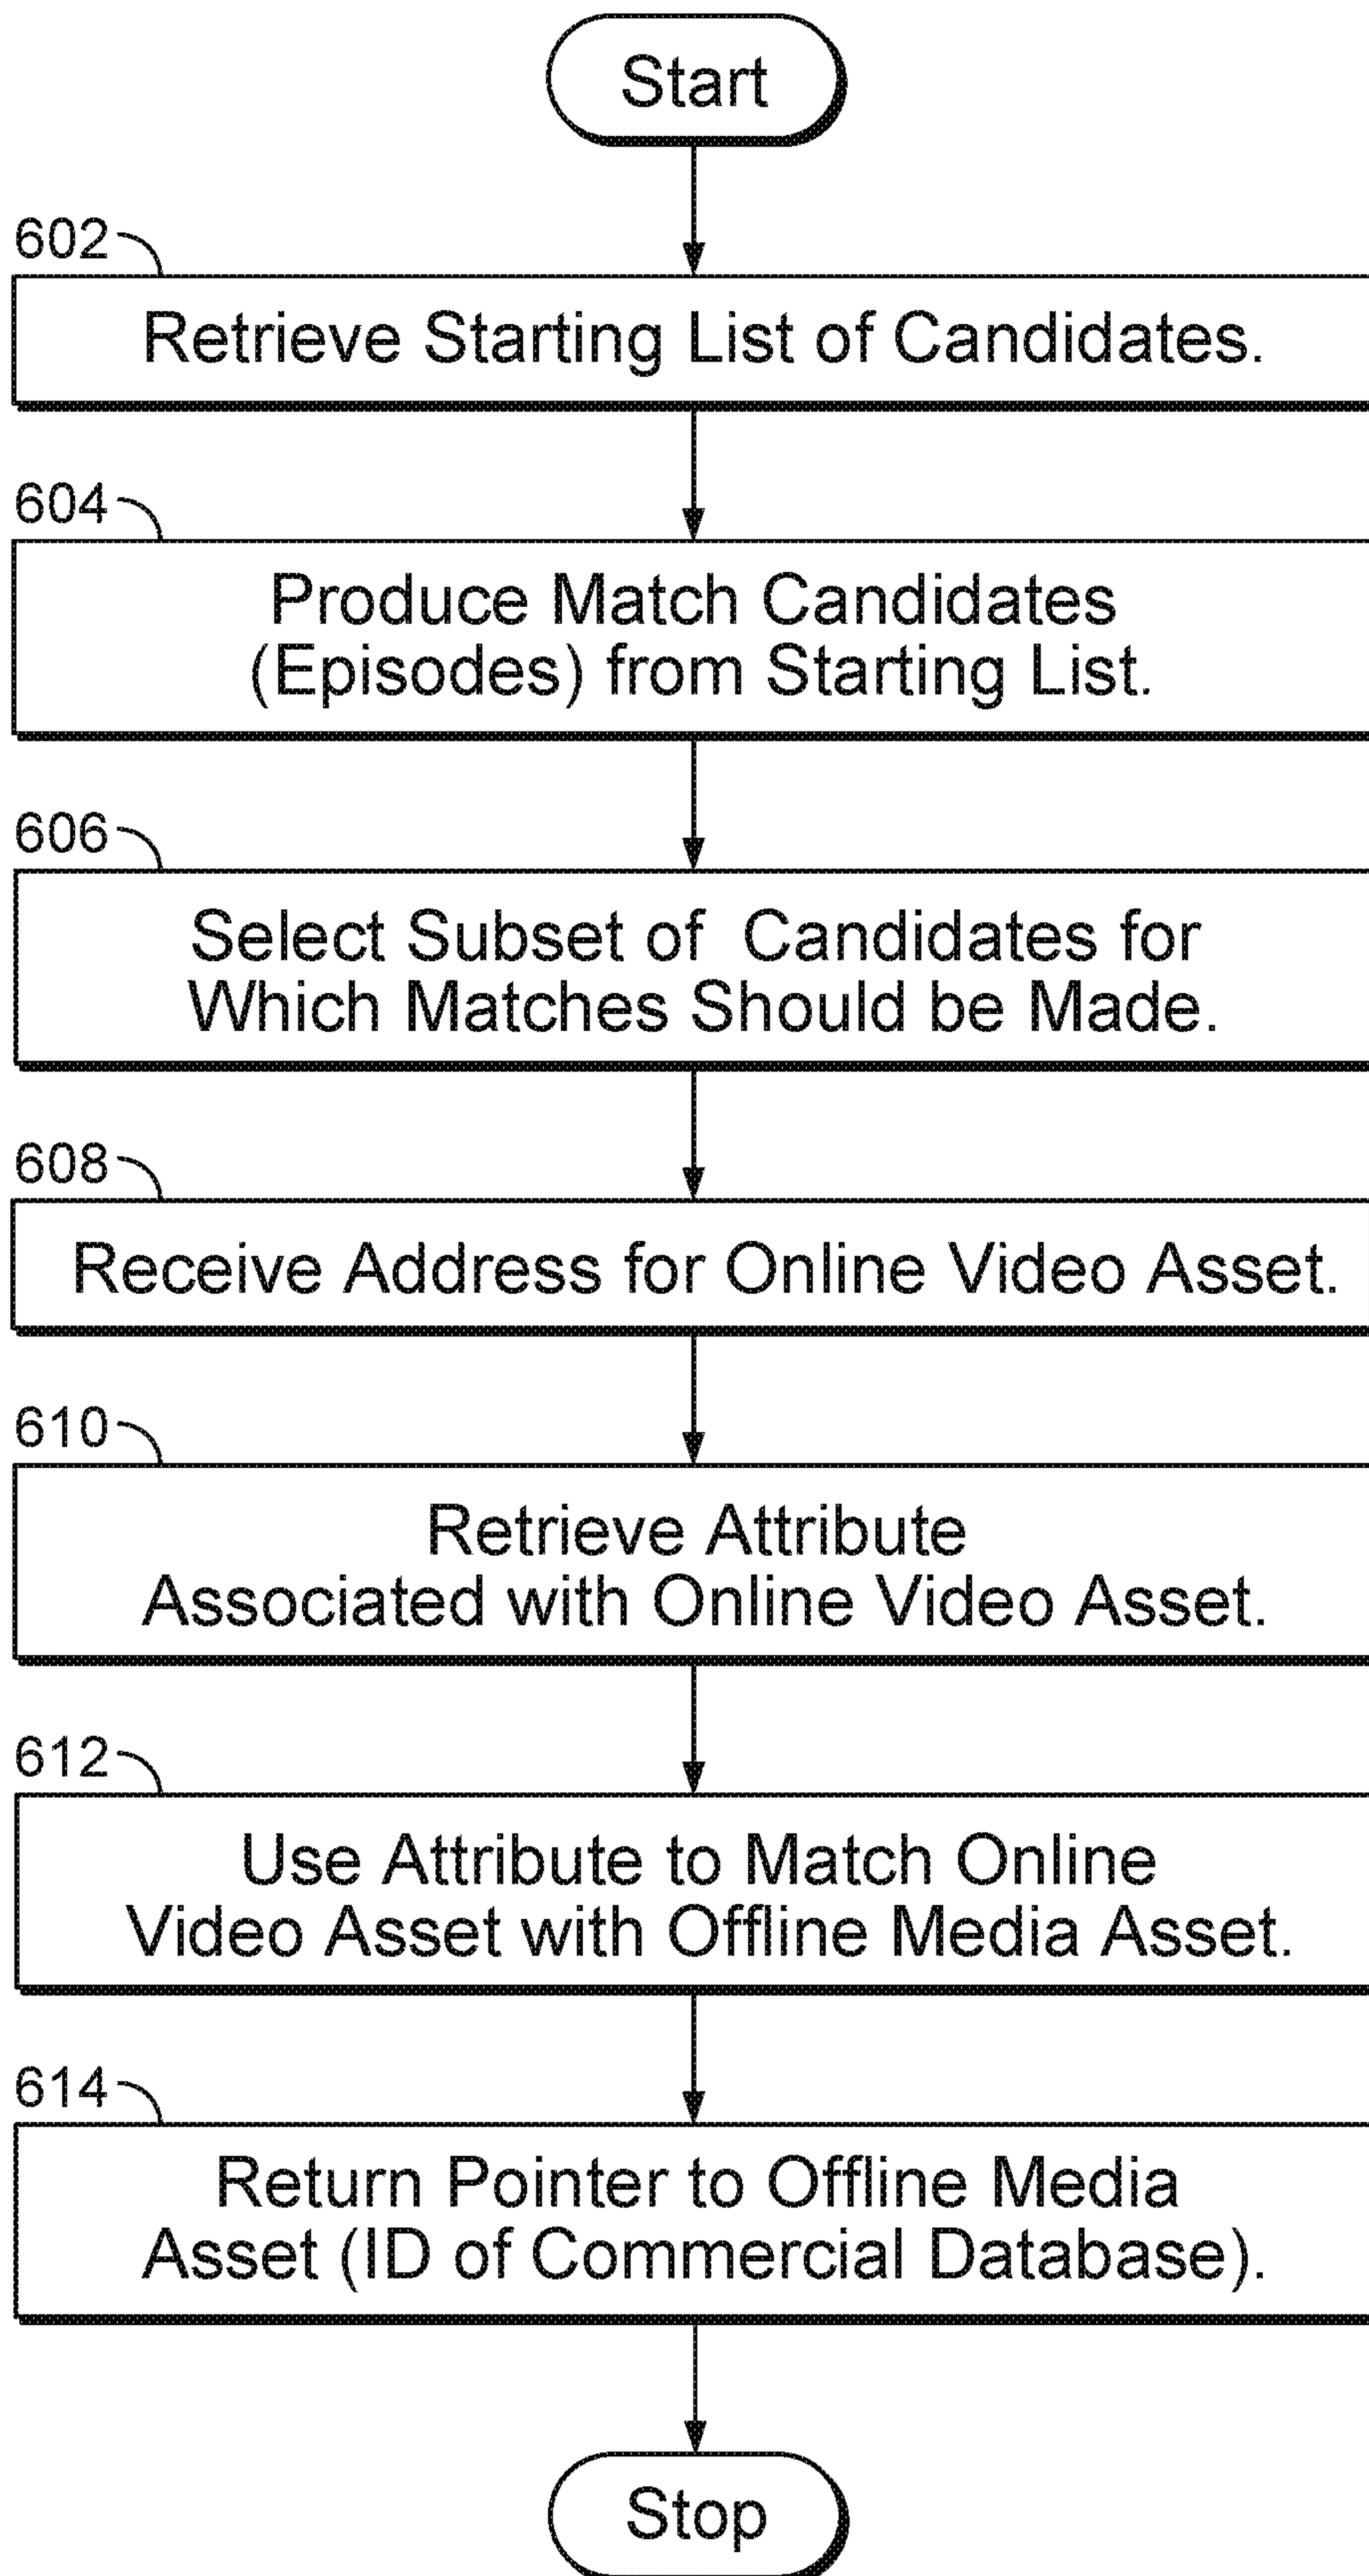 Start
602
Retrieve Starting List of Candidates.
604
Produce Match Candidates
(Episodes) from Starting List.
606
Select Subset of Candidates for
Which Matches Should be Made.
608
Receive Address for Online Video Asset.
610
Retrieve Attribute
Associated with Online Video Asset.
612
Use Attribute to Match Online
Video Asset with Offline Media Asset.
614
Return Pointer to Offline Media
Asset (ID of Commercial Database).
Stop